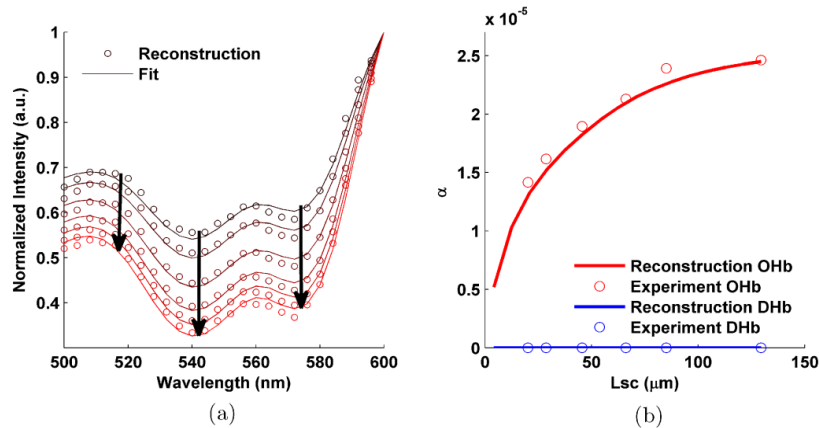 1
0.9
0.8
0.7
0.6
0.5
0.4
500
520
540
560
580
600
Normalized Intensity (a.u.)
Wavelength (nm)
Reconstruction
Fit
(a)
x 10⁻⁵
2.5
2
1.5
1
0.5
0
0
50
100
150
α
Lsc (μm)
Reconstruction OHb
Experiment OHb
Reconstruction DHb
Experiment DHb
(b)